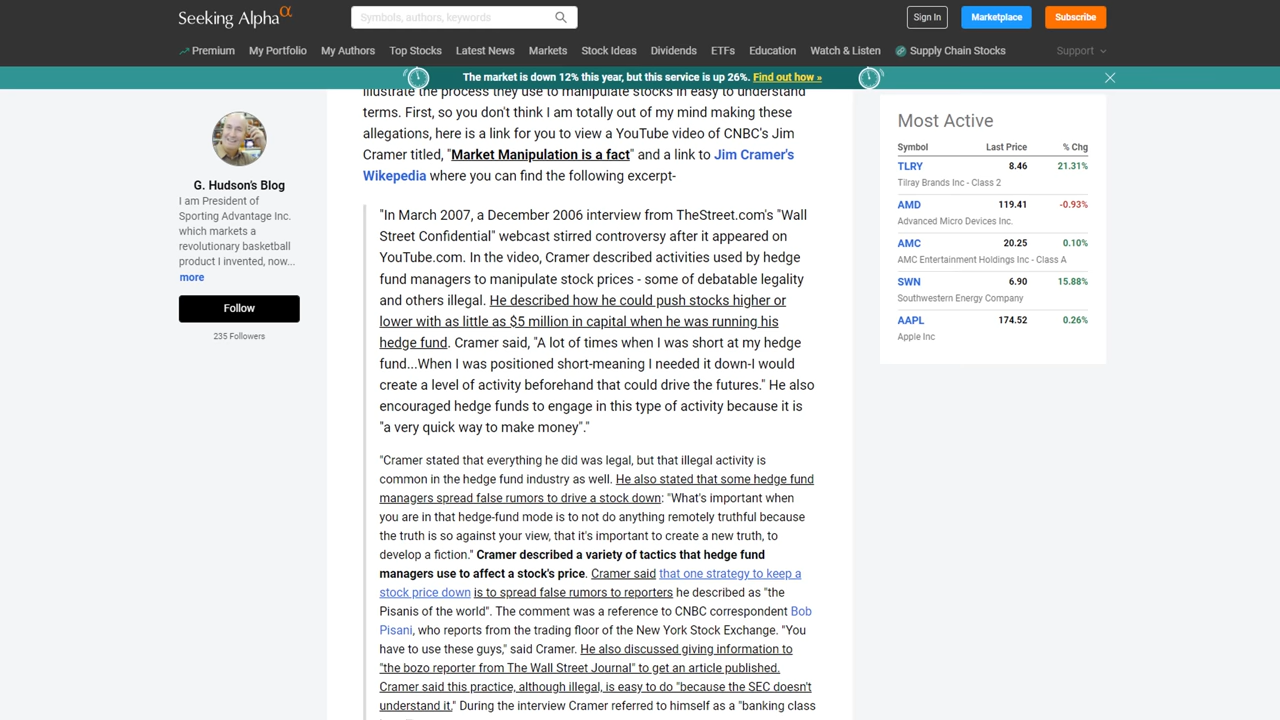 Seeking Alpha α
Symbols, authors, keywords
Sign In
Marketplace
Subscribe
Premium
My Portfolio
My Authors
Top Stocks
Latest News
Markets
Stock Ideas
Dividends
ETFs
Education
Watch & Listen
Supply Chain Stocks
Support
The market is down 12% this year, but this service is up 26%. Find out how »
G. Hudson's Blog
I am President of
Sporting Advantage Inc.
which markets a
revolutionary basketball
product I invented, now...
more
Follow
235 Followers
illustrate the process they use to manipulate stocks in easy to understand
terms. First, so you don't think I am totally out of my mind making these
allegations, here is a link for you to view a YouTube video of CNBC's Jim
Cramer titled, "Market Manipulation is a fact" and a link to Jim Cramer's
Wikepedia where you can find the following excerpt-
"In March 2007, a December 2006 interview from TheStreet.com's "Wall
Street Confidential" webcast stirred controversy after it appeared on
YouTube.com. In the video, Cramer described activities used by hedge
fund managers to manipulate stock prices - some of debatable legality
and others illegal. He described how he could push stocks higher or
lower with as little as $5 million in capital when he was running his
hedge fund. Cramer said, "A lot of times when I was short at my hedge
fund...When I was positioned short-meaning I needed it down-I would
create a level of activity beforehand that could drive the futures." He also
encouraged hedge funds to engage in this type of activity because it is
"a very quick way to make money"."
"Cramer stated that everything he did was legal, but that illegal activity is
common in the hedge fund industry as well. He also stated that some hedge fund
managers spread false rumors to drive a stock down: "What's important when
you are in that hedge-fund mode is to not do anything remotely truthful because
the truth is so against your view, that it's important to create a new truth, to
develop a fiction." Cramer described a variety of tactics that hedge fund
managers use to affect a stock's price. Cramer said that one strategy to keep a
stock price down is to spread false rumors to reporters he described as "the
Pisanis of the world". The comment was a reference to CNBC correspondent Bob
Pisani, who reports from the trading floor of the New York Stock Exchange. "You
have to use these guys," said Cramer. He also discussed giving information to
"the bozo reporter from The Wall Street Journal" to get an article published.
Cramer said this practice, although illegal, is easy to do "because the SEC doesn't
understand it." During the interview Cramer referred to himself as a "banking class
Most Active
Symbol Last Price % Chg
TLRY 8.46 21.31%
Tilray Brands Inc - Class 2
AMD 119.41 -0.93%
Advanced Micro Devices Inc.
AMC 20.25 0.10%
AMC Entertainment Holdings Inc - Class A
SWN 6.90 15.88%
Southwestern Energy Company
AAPL 174.52 0.26%
Apple Inc